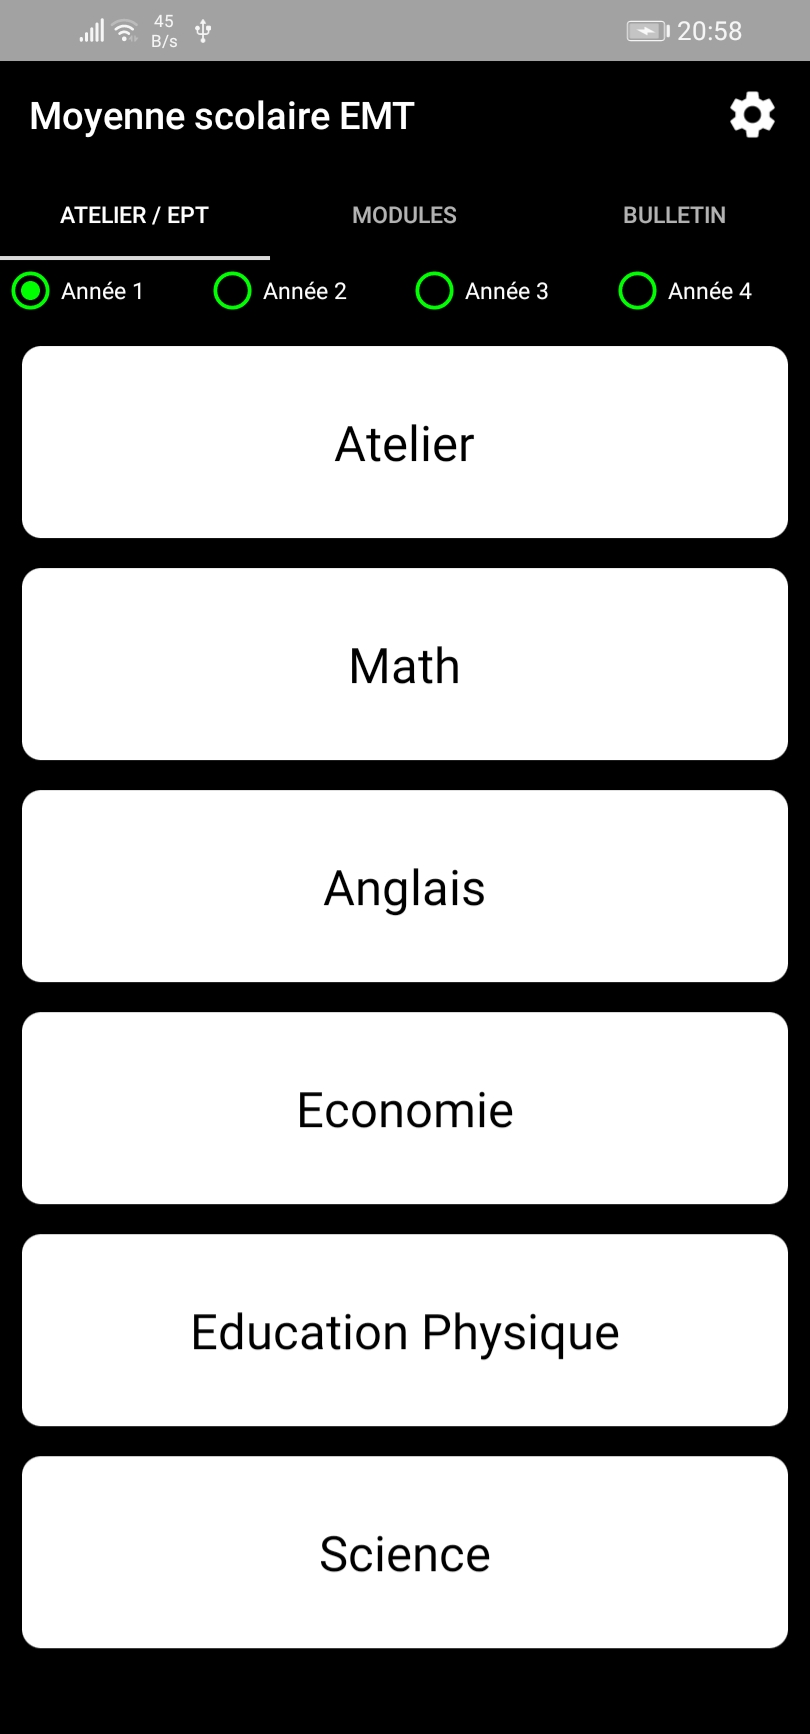 45
B/s
20:58
Moyenne scolaire EMT
ATELIER / EPT MODULES BULLETIN
Année 1 Année 2 Année 3 Année 4
Atelier
Math
Anglais
Economie
Education Physique
Science